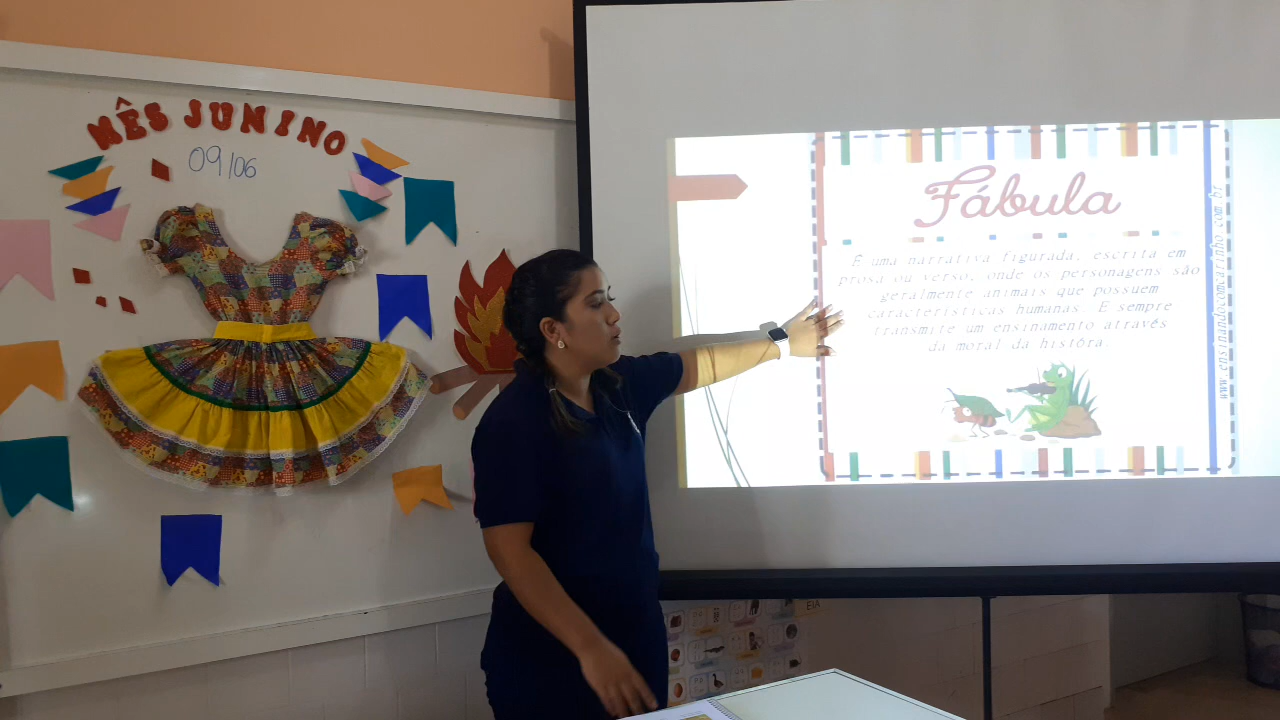 MÊS JUNINO
09/06
Fábula
É uma narrativa figurada, escrita em
prosa ou verso, onde os personagens são
geralmente animais que possuem
características humanas. E sempre
transmite um ensinamento através
da moral da história.
www.ensinandocomcarinho.com.br
EIA